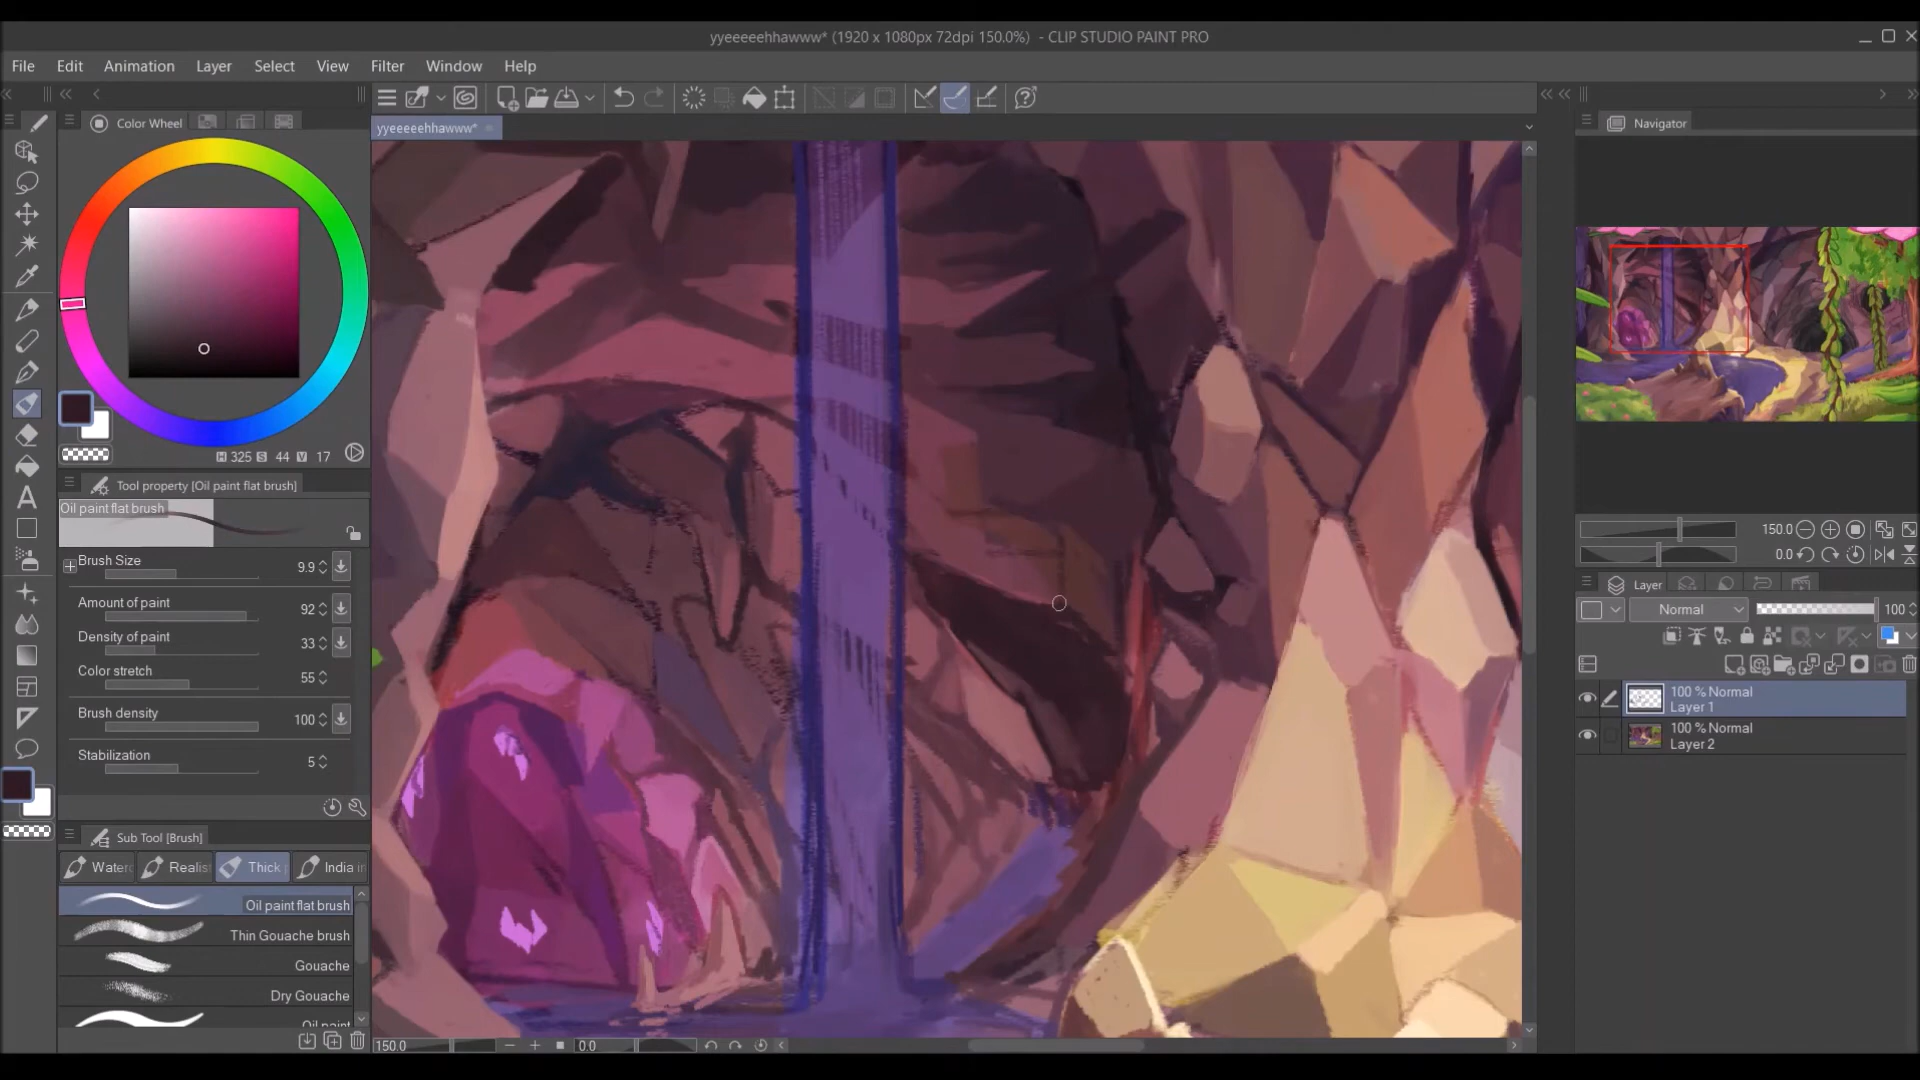 yyeeeeehhawww* (1920 x 1080px 72dpi 150.0%) - CLIP STUDIO PAINT PRO
File Edit Animation Layer Select View Filter Window Help
Color Wheel
yyeeeeehhawww*
Navigator
H 325 S 44 V 17
Tool property [Oil paint flat brush]
Oil paint flat brush
Brush Size 9.9
Amount of paint 92
Density of paint 33
Color stretch 55
Brush density 100
Stabilization 5
Sub Tool [Brush]
Thick
Oil paint flat brush
Thin Gouache brush
Gouache
Dry Gouache
Oil paint
150.0 0.0
150.0
0.0
Layer
Normal 100
100 % Normal
Layer 1
100 % Normal
Layer 2